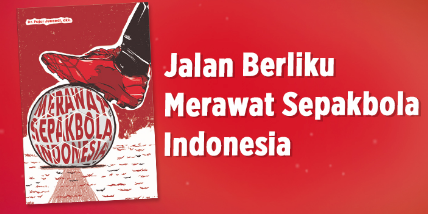 MERAWAT
SEPAKBOLA
INDONESIA
Jalan Berliku
Merawat Sepakbola
Indonesia